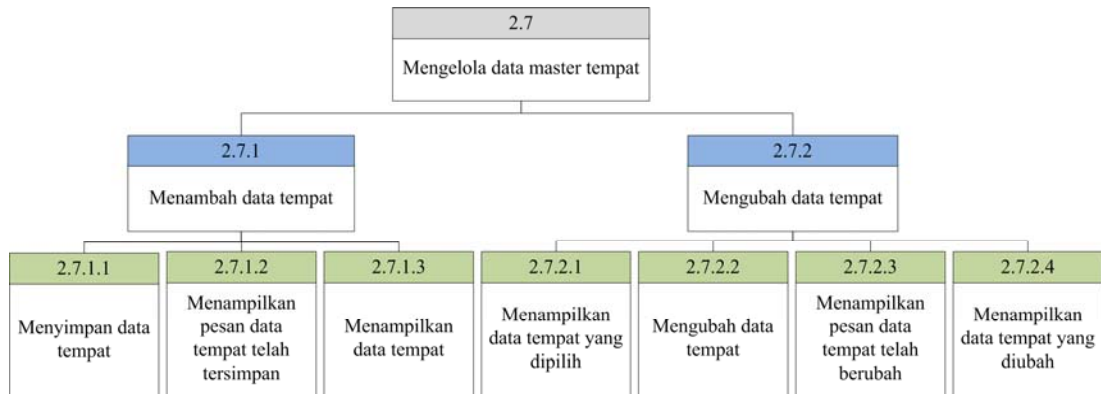 2.7
Mengelola data master tempat
2.7.1
Menambah data tempat
2.7.2
Mengubah data tempat
2.7.1.1
Menyimpan data
tempat
2.7.1.2
Menampilkan
pesan data
tempat telah
tersimpan
2.7.1.3
Menampilkan
data tempat
2.7.2.1
Menampilkan
data tempat yang
dipilih
2.7.2.2
Mengubah data
tempat
2.7.2.3
Menampilkan
pesan data
tempat telah
berubah
2.7.2.4
Menampilkan
data tempat yang
diubah